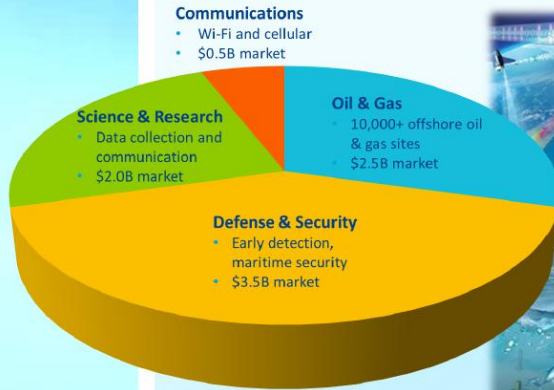 Communications
• Wi-Fi and cellular
• $0.5B market
Science & Research
• Data collection and
communication
• $2.0B market
Oil & Gas
• 10,000+ offshore oil
& gas sites
• $2.5B market
Defense & Security
• Early detection,
maritime security
• $3.5B market